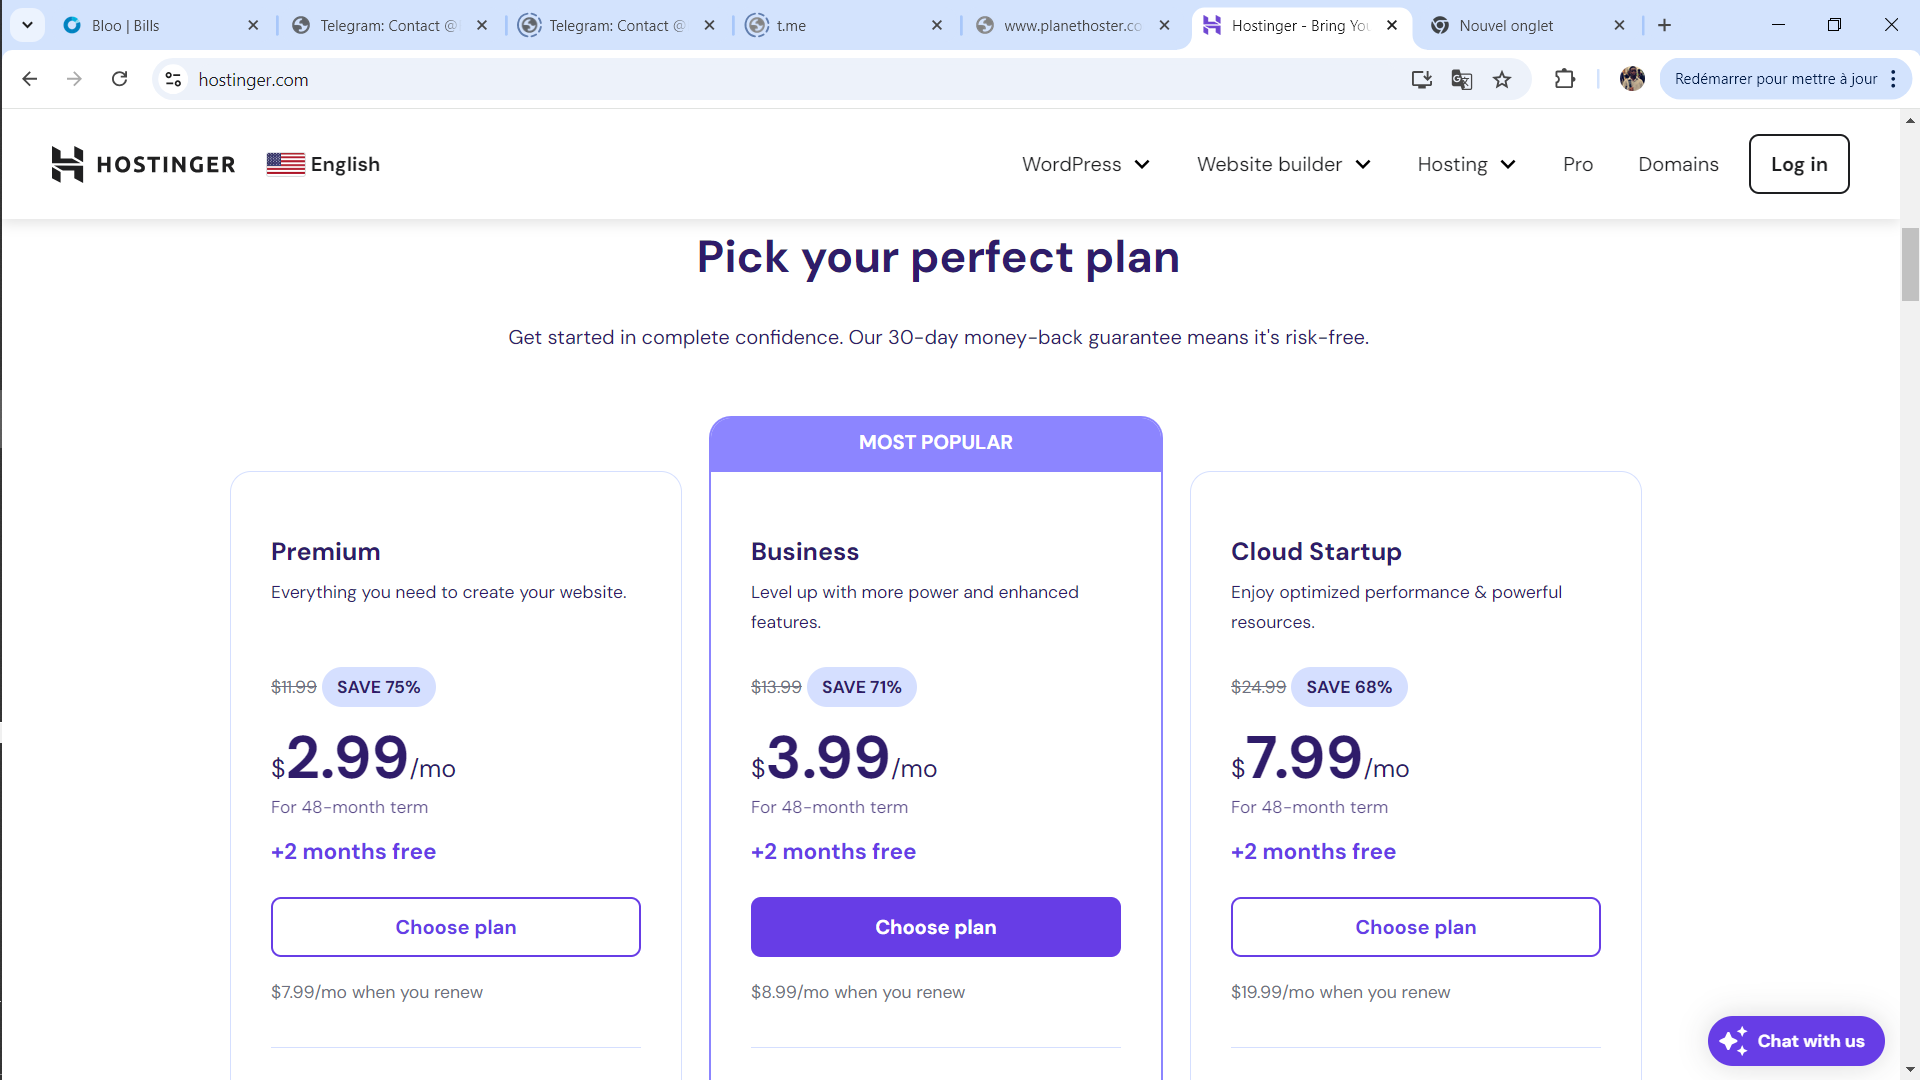 Bloo | Bills
Telegram: Contact @
Telegram: Contact @
t.me
www.planethoster.co
Hostinger - Bring You
Nouvel onglet
hostinger.com
Redémarrer pour mettre à jour
HOSTINGER
English
WordPress
Website builder
Hosting
Pro
Domains
Log in
Pick your perfect plan
Get started in complete confidence. Our 30-day money-back guarantee means it's risk-free.
MOST POPULAR
Premium
Everything you need to create your website.
$11.99 SAVE 75%
$2.99/mo
For 48-month term
+2 months free
Choose plan
$7.99/mo when you renew
Business
Level up with more power and enhanced
features.
$13.99 SAVE 71%
$3.99/mo
For 48-month term
+2 months free
Choose plan
$8.99/mo when you renew
Cloud Startup
Enjoy optimized performance & powerful
resources.
$24.99 SAVE 68%
$7.99/mo
For 48-month term
+2 months free
Choose plan
$19.99/mo when you renew
Chat with us